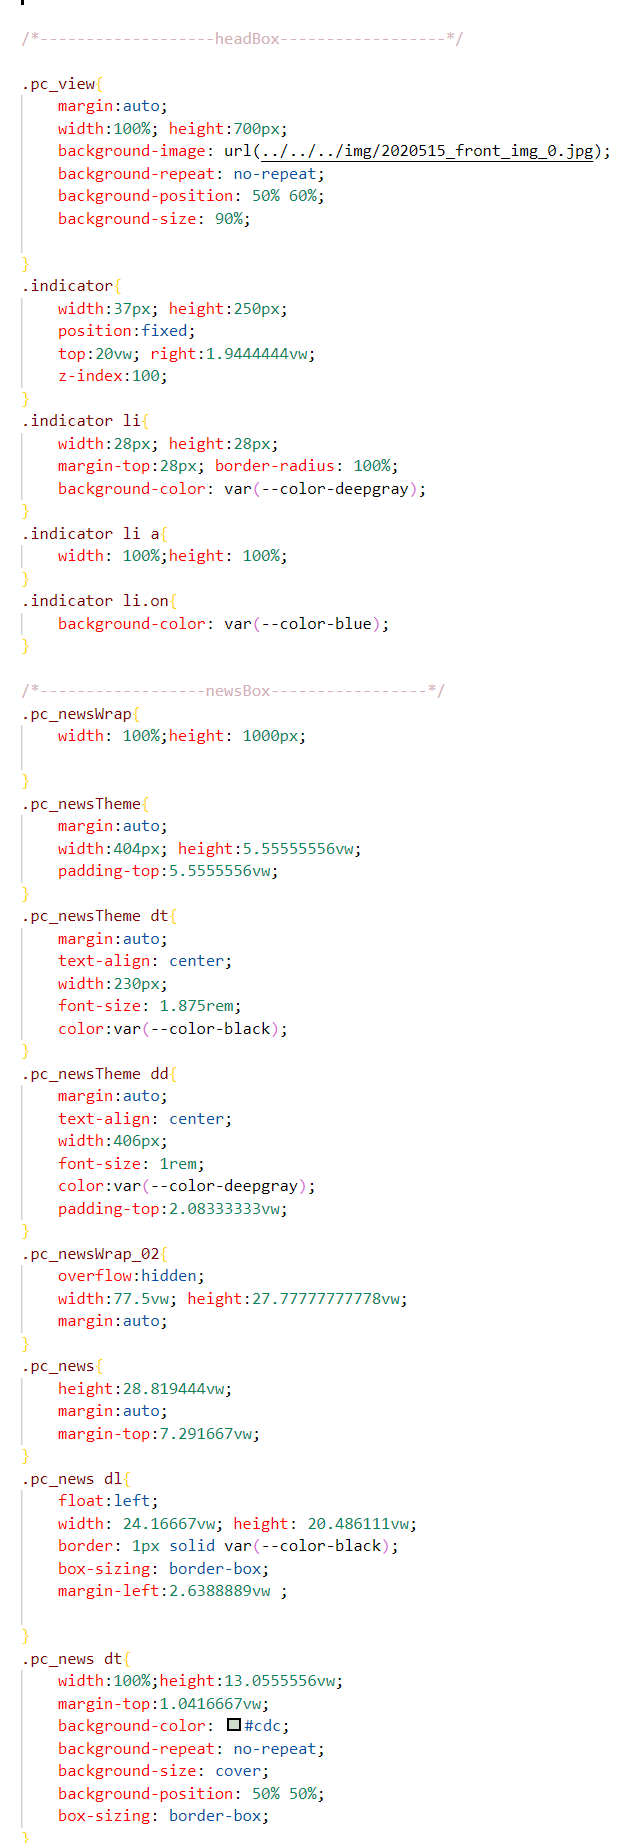 /*-------------------headBox------------------*/
.pc_view{
margin:auto;
width:100%; height:700px;
background-image: url(../../../img/2020515_front_img_0.jpg);
background-repeat: no-repeat;
background-position: 50% 60%;
background-size: 90%;
}
.indicator{
width:37px; height:250px;
position:fixed;
top:20vw; right:1.9444444vw;
z-index:100;
}
.indicator li{
width:28px; height:28px;
margin-top:28px; border-radius: 100%;
background-color: var(--color-deepgray);
}
.indicator li a{
width: 100%;height: 100%;
}
.indicator li.on{
background-color: var(--color-blue);
}
/*------------------newsBox-----------------*/
.pc_newsWrap{
width: 100%;height: 1000px;
}
.pc_newsTheme{
margin:auto;
width:404px; height:5.55555556vw;
padding-top:5.5555556vw;
}
.pc_newsTheme dt{
margin:auto;
text-align: center;
width:230px;
font-size: 1.875rem;
color:var(--color-black);
}
.pc_newsTheme dd{
margin:auto;
text-align: center;
width:406px;
font-size: 1rem;
color:var(--color-deepgray);
padding-top:2.08333333vw;
}
.pc_newsWrap_02{
overflow:hidden;
width:77.5vw; height:27.77777777778vw;
margin:auto;
}
.pc_news{
height:28.819444vw;
margin:auto;
margin-top:7.291667vw;
}
.pc_news dl{
float:left;
width: 24.16667vw; height: 20.486111vw;
border: 1px solid var(--color-black);
box-sizing: border-box;
margin-left:2.6388889vw ;
}
.pc_news dt{
width:100%;height:13.0555556vw;
margin-top:1.0416667vw;
background-color: #cdc;
background-repeat: no-repeat;
background-size: cover;
background-position: 50% 50%;
box-sizing: border-box;
}